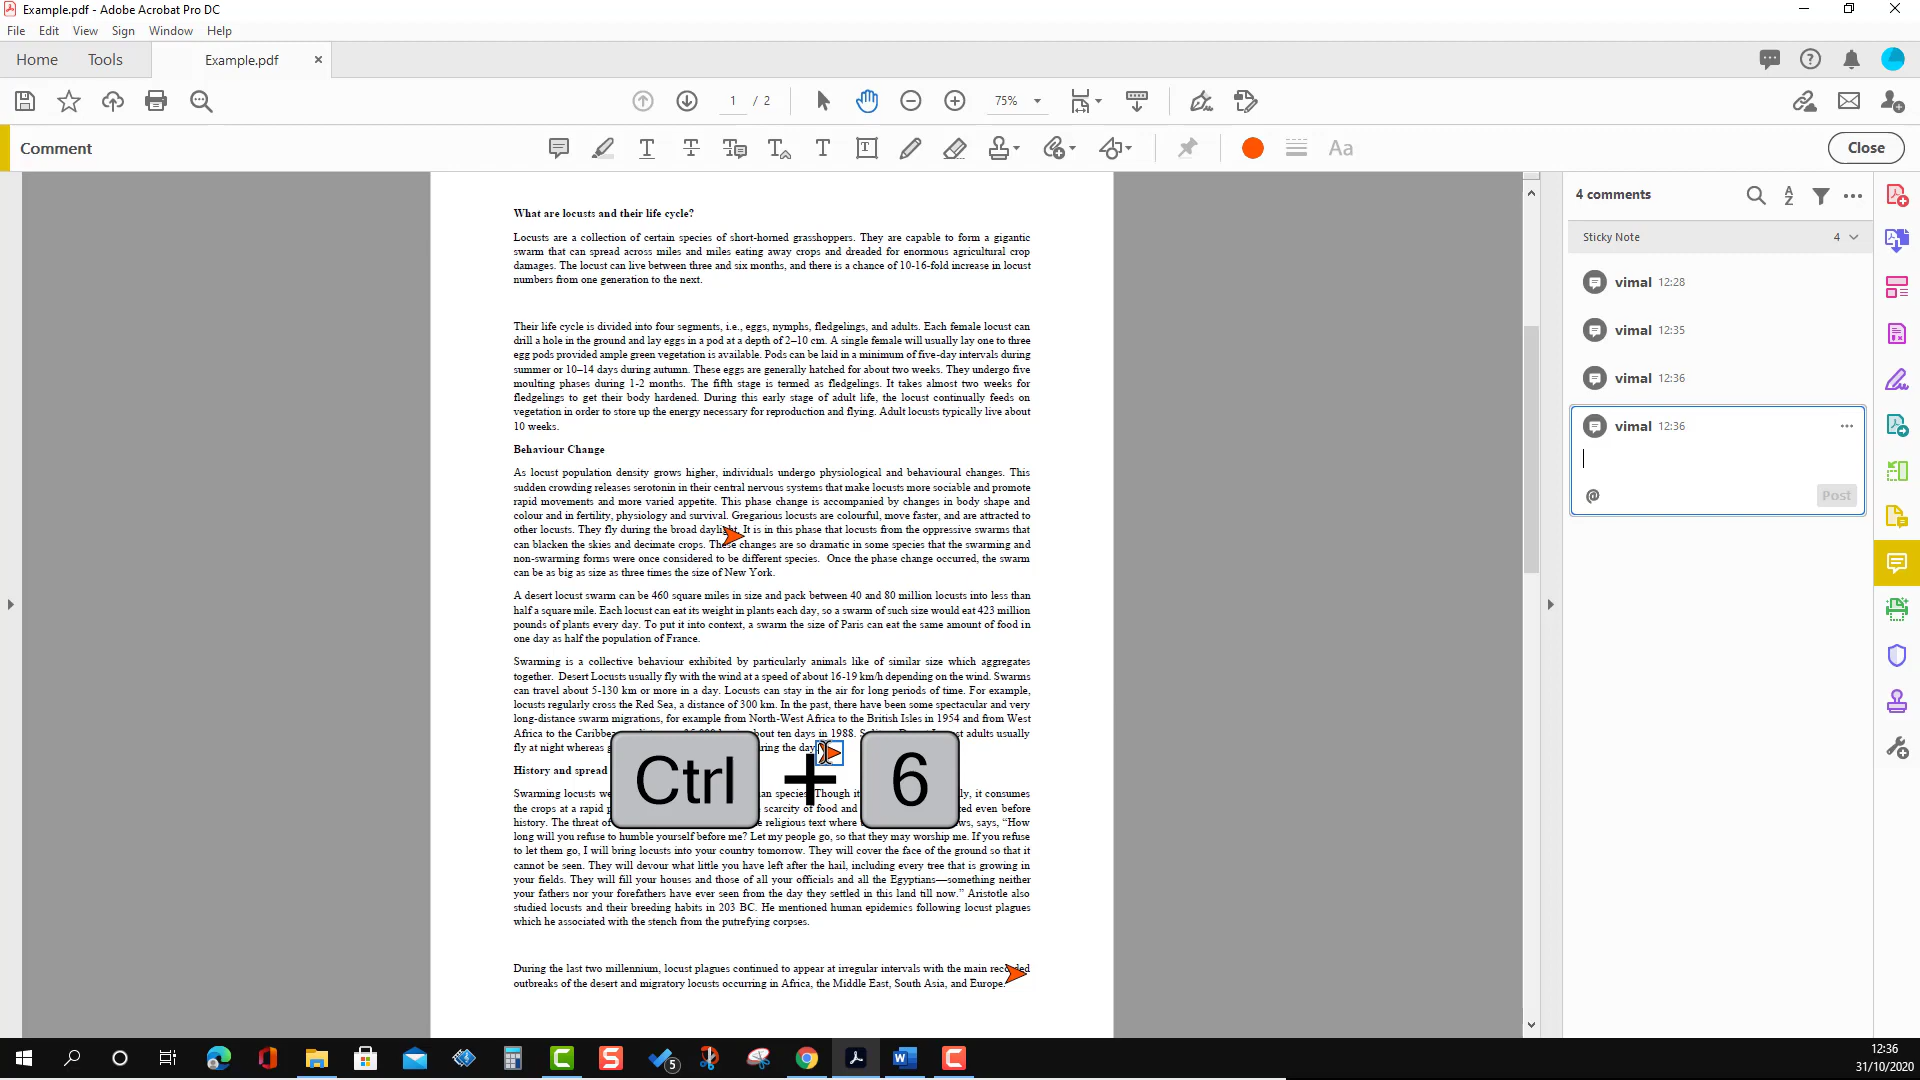 Example.pdf - Adobe Acrobat Pro DC
File Edit View Sign Window Help
Home Tools Example.pdf
1 / 2 75%
Comment
Close
4 comments
Sticky Note 4
vimal 12:28
vimal 12:35
vimal 12:36
vimal 12:36
@ Post
What are locusts and their life cycle?
Locusts are a collection of certain species of short-horned grasshoppers. They are capable to form a gigantic
swarm that can spread across miles and miles eating away crops and dreaded for enormous agricultural crop
damages. The locust can live between three and six months, and there is a chance of 10-16-fold increase in locust
numbers from one generation to the next.
Their life cycle is divided into four segments, i.e., eggs, nymphs, fledgelings, and adults. Each female locust can
drill a hole in the ground and lay eggs in a pod at a depth of 2–10 cm. A single female will usually lay one to three
egg pods provided ample green vegetation is available. Pods can be laid in a minimum of five-day intervals during
summer or 10–14 days during autumn. These eggs are generally hatched for about two weeks. They undergo five
moulting phases during 1-2 months. The fifth stage is termed as fledgelings. It takes almost two weeks for
fledgelings to get their body hardened. During this early stage of adult life, the locust continually feeds on
vegetation in order to store up the energy necessary for reproduction and flying. Adult locusts typically live about
10 weeks.
Behaviour Change
As locust population density grows higher, individuals undergo physiological and behavioural changes. This
sudden crowding releases serotonin in their central nervous systems that make locusts more sociable and promote
rapid movements and more varied appetite. This phase change is accompanied by changes in body shape and
colour and in fertility, physiology and survival. Gregarious locusts are colourful, move faster, and are attracted to
other locusts. They fly during the broad daylight. It is in this phase that locusts from the oppressive swarms that
can blacken the skies and decimate crops. These changes are so dramatic in some species that the swarming and
non-swarming forms were once considered to be different species. Once the phase change occurred, the swarm
can be as big as size as three times the size of New York.
A desert locust swarm can be 460 square miles in size and pack between 40 and 80 million locusts into less than
half a square mile. Each locust can eat its weight in plants each day, so a swarm of such size would eat 423 million
pounds of plants every day. To put it into context, a swarm the size of Paris can eat the same amount of food in
one day as half the population of France.
Swarming is a collective behaviour exhibited by particularly animals like of similar size which aggregates
together. Desert Locusts usually fly with the wind at a speed of about 16-19 km/h depending on the wind. Swarms
can travel about 5-130 km or more in a day. Locusts can stay in the air for long periods of time. For example,
locusts regularly cross the Red Sea, a distance of 300 km. In the past, there have been some spectacular and very
long-distance swarm migrations, for example from North-West Africa to the British Isles in 1954 and from West
Africa to the ten days in 1988. adults usually
fly at night whereas the day
History and spread
Swarming locusts species Though it it consumes
the crops at a rapid scarcity of food and even before
history. The threat of religious text where says, “How
long will you refuse to humble yourself before me? Let my people go, so that they may worship me. If you refuse
to let them go, I will bring locusts into your country tomorrow. They will cover the face of the ground so that it
cannot be seen. They will devour what little you have left after the hail, including every tree that is growing in
your fields. They will fill your houses and those of all your officials and all the Egyptians—something neither
your fathers nor your forefathers have ever seen from the day they settled in this land till now.” Aristotle also
studied locusts and their breeding habits in 203 BC. He mentioned human epidemics following locust plagues
which he associated with the stench from the putrefying corpses.
During the last two millennium, locust plagues continued to appear at irregular intervals with the main recorded
outbreaks of the desert and migratory locusts occurring in Africa, the Middle East, South Asia, and Europe.
Ctrl + 6
5
12:36
31/10/2020